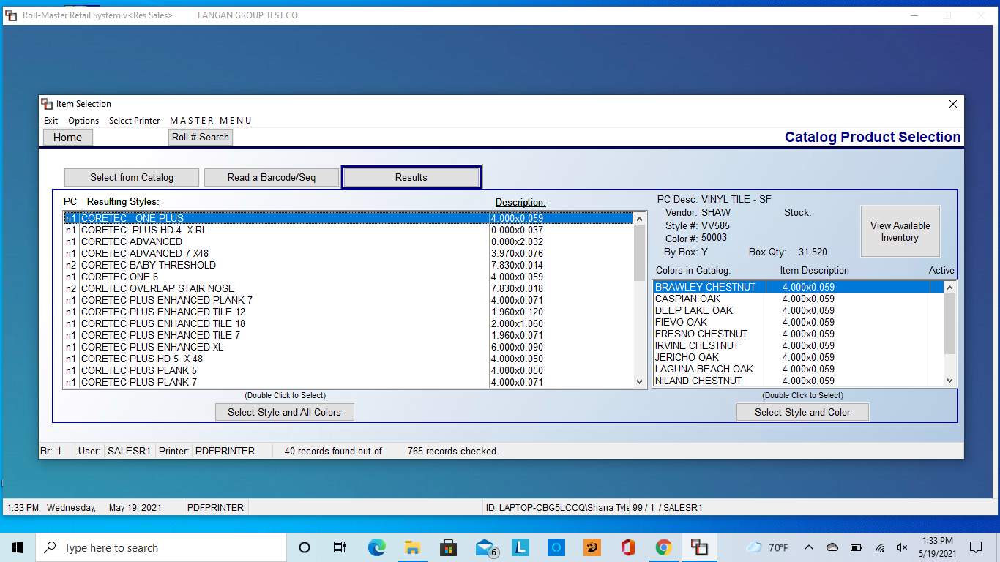 Roll-Master Retail System v<Res Sales> LANGAN GROUP TEST CO
Item Selection
Exit Options Select Printer M A S T E R M E N U
Home Roll # Search Catalog Product Selection
Select from Catalog Read a Barcode/Seq Results
PC Resulting Styles: Description:
n1 CORETEC ONE PLUS 4.000x0.059
n1 CORETEC PLUS HD 4 X RL 0.000x0.037
n1 CORETEC ADVANCED 0.000x2.032
n1 CORETEC ADVANCED 7 X48 3.970x0.076
n2 CORETEC BABY THRESHOLD 7.830x0.014
n1 CORETEC ONE 6 4.000x0.059
n2 CORETEC OVERLAP STAIR NOSE 7.830x0.018
n1 CORETEC PLUS ENHANCED PLANK 7 4.000x0.071
n1 CORETEC PLUS ENHANCED TILE 12 1.960x0.120
n1 CORETEC PLUS ENHANCED TILE 18 2.000x1.060
n1 CORETEC PLUS ENHANCED TILE 7 1.960x0.071
n1 CORETEC PLUS ENHANCED XL 6.000x0.090
n1 CORETEC PLUS HD 5 X 48 4.000x0.050
n1 CORETEC PLUS PLANK 5 4.000x0.050
n1 CORETEC PLUS PLANK 7 4.000x0.071
(Double Click to Select)
Select Style and All Colors
PC Desc: VINYL TILE - SF
Vendor: SHAW Stock:
Style #: VV585
Color #: 50003
By Box: Y Box Qty: 31.520
View Available
Inventory
Colors in Catalog: Item Description Active
BRAWLEY CHESTNUT 4.000x0.059
CASPIAN OAK 4.000x0.059
DEEP LAKE OAK 4.000x0.059
FIEVO OAK 4.000x0.059
FRESNO CHESTNUT 4.000x0.059
IRVINE CHESTNUT 4.000x0.059
JERICHO OAK 4.000x0.059
LAGUNA BEACH OAK 4.000x0.059
NILAND CHESTNUT 4.000x0.059
(Double Click to Select)
Select Style and Color
Br: 1 User: SALESR1 Printer: PDFPRINTER 40 records found out of 765 records checked.
1:33 PM, Wednesday, May 19, 2021 PDFPRINTER ID: LAPTOP-CBG5LCCQ\Shana Tyle 99 / 1 / SALESR1
Type here to search 6 L 70°F 1:33 PM
5/19/2021